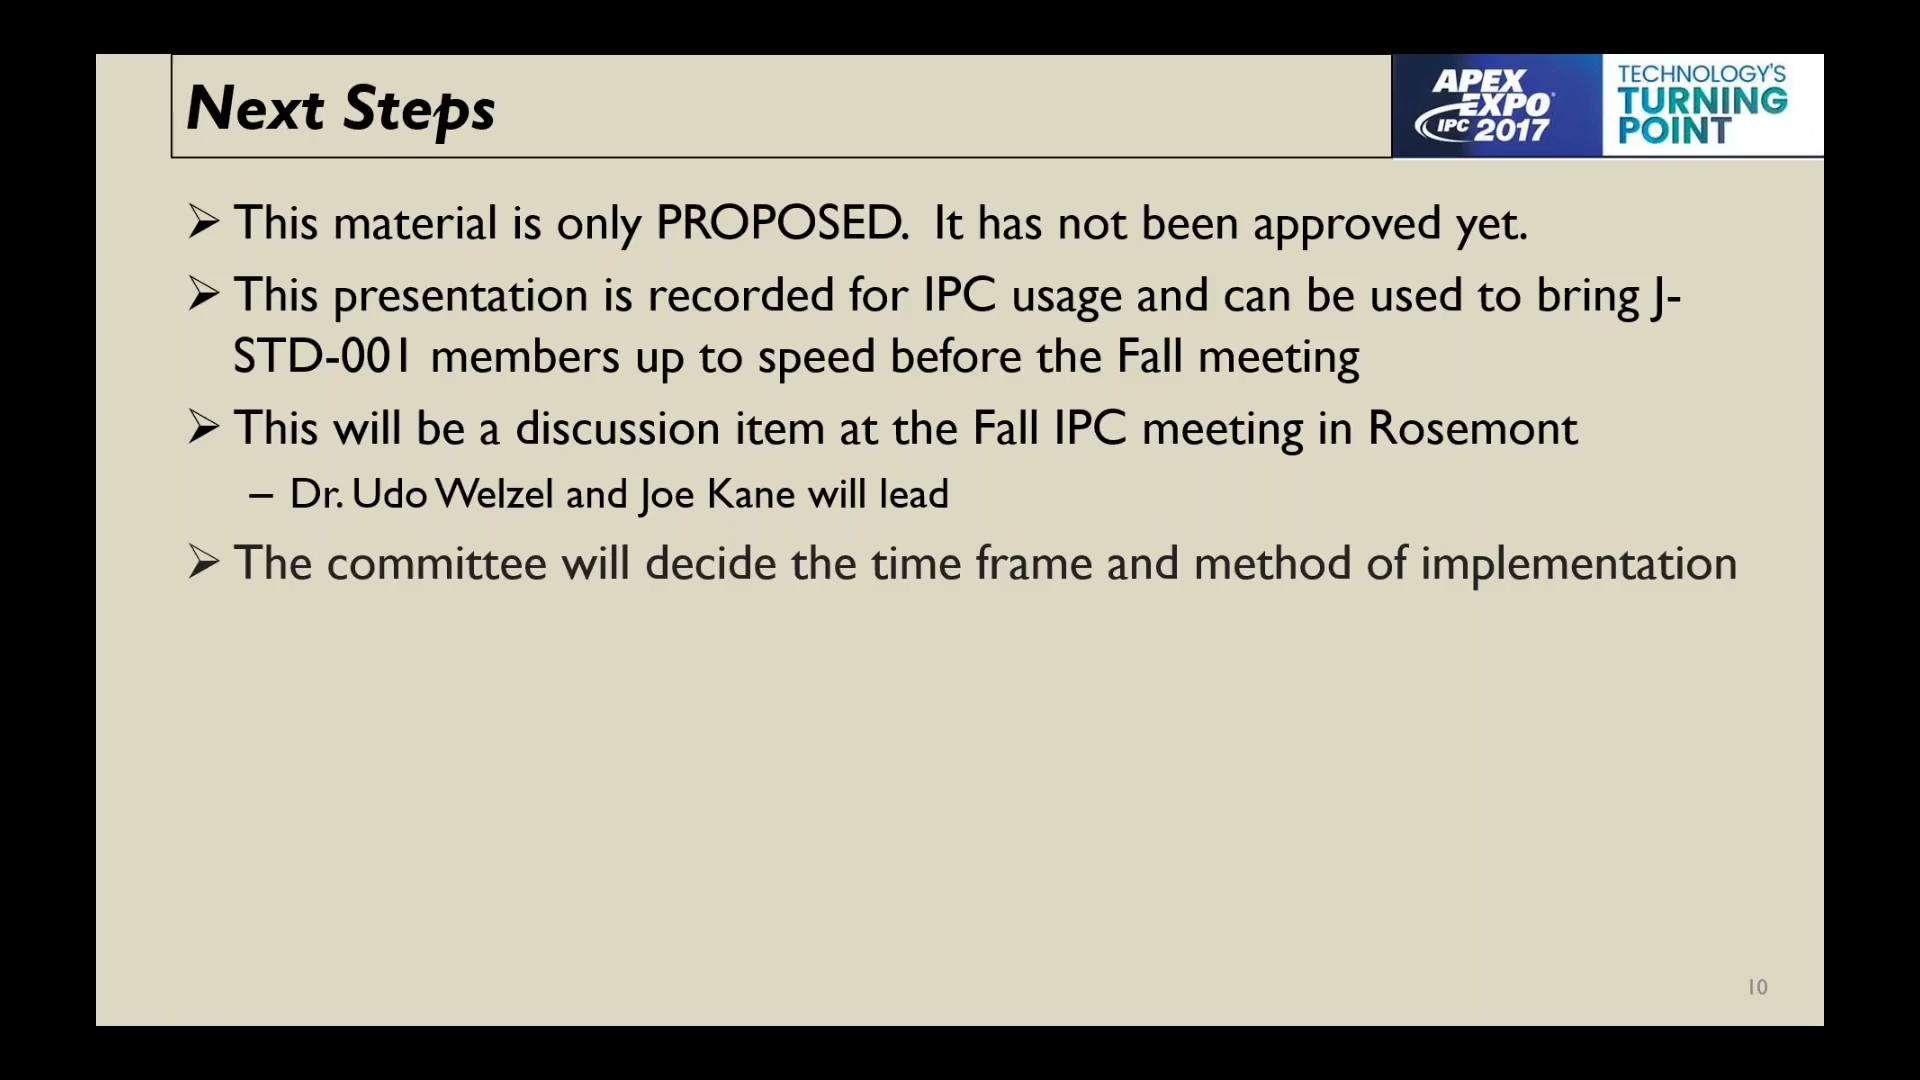 Next Steps
APEX
EXPO
IPC 2017
TECHNOLOGY'S
TURNING
POINT
➢ This material is only PROPOSED.  It has not been approved yet.
➢ This presentation is recorded for IPC usage and can be used to bring J-
STD-001 members up to speed before the Fall meeting
➢ This will be a discussion item at the Fall IPC meeting in Rosemont
– Dr. Udo Welzel and Joe Kane will lead
➢ The committee will decide the time frame and method of implementation
10